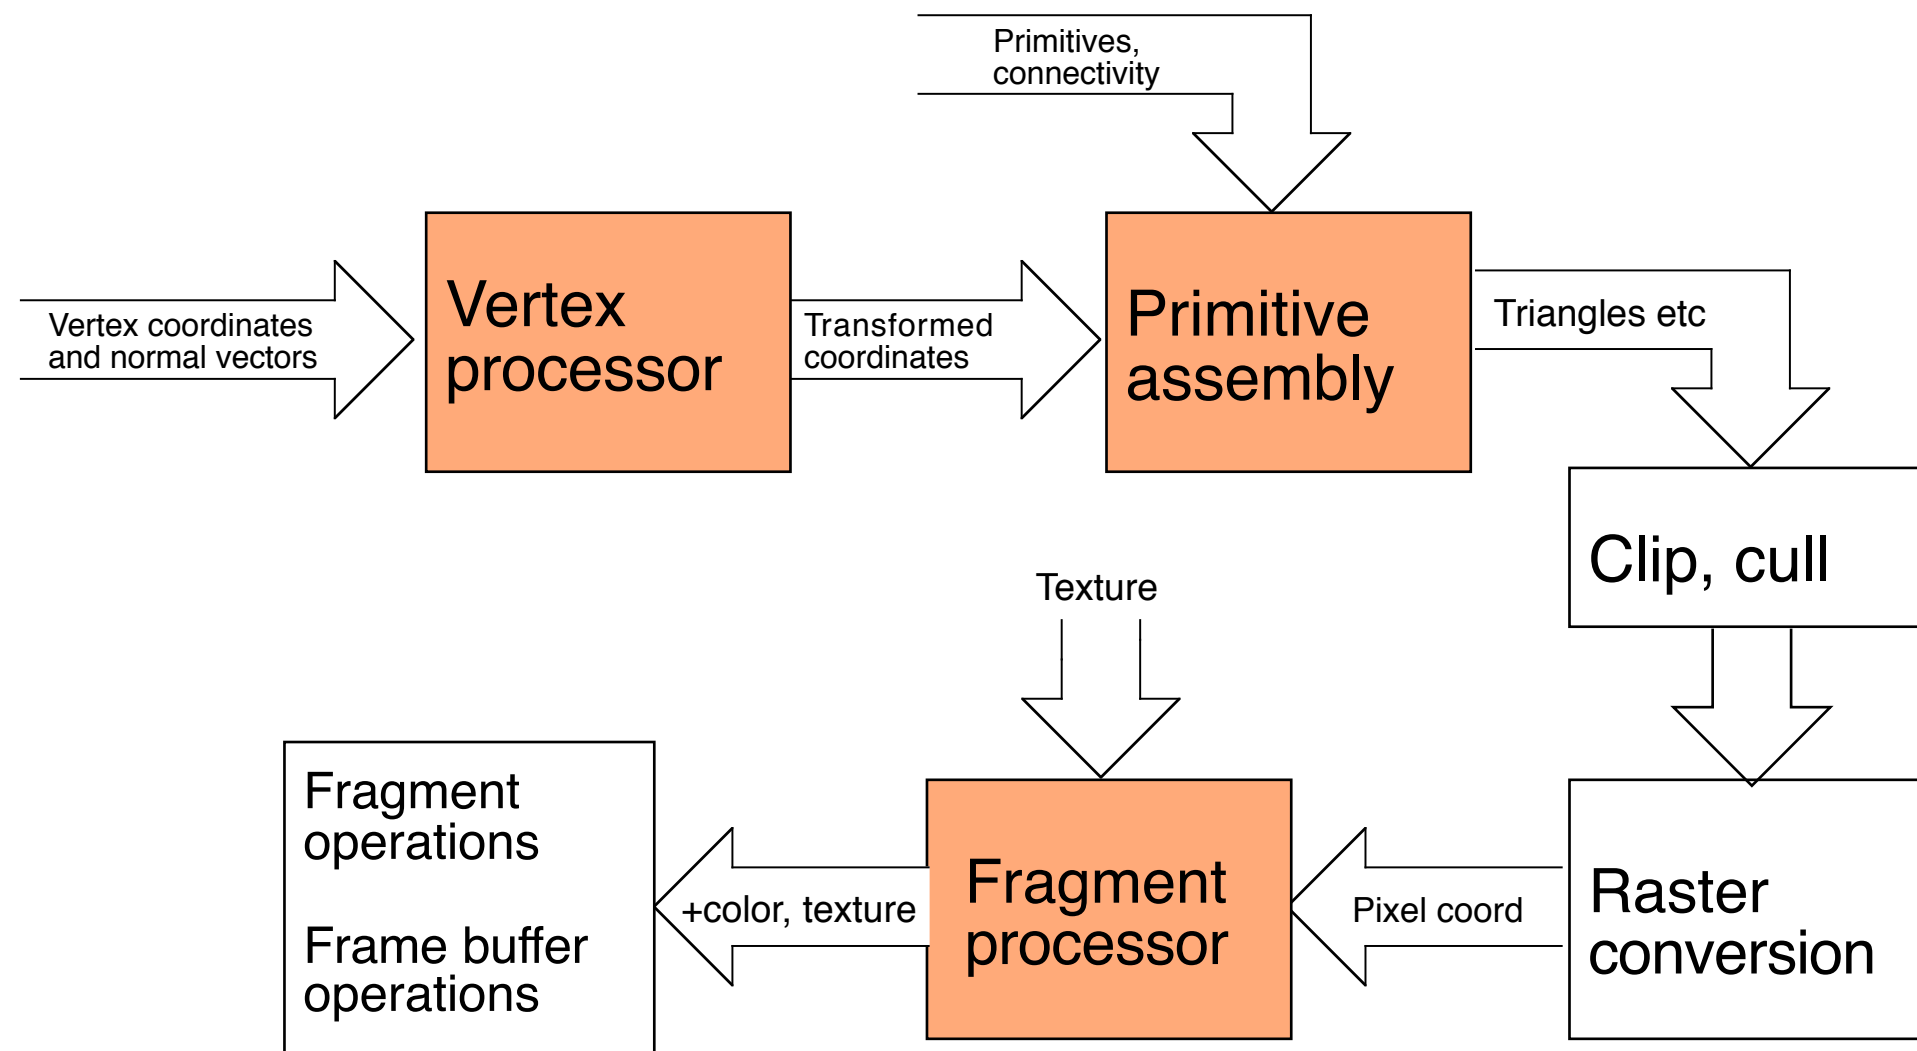 Primitives,
connectivity
Vertex coordinates
and normal vectors
Vertex
processor
Transformed
coordinates
Primitive
assembly
Triangles etc
Clip, cull
Texture
Raster
conversion
Pixel coord
Fragment
processor
+color, texture
Fragment
operations
Frame buffer
operations